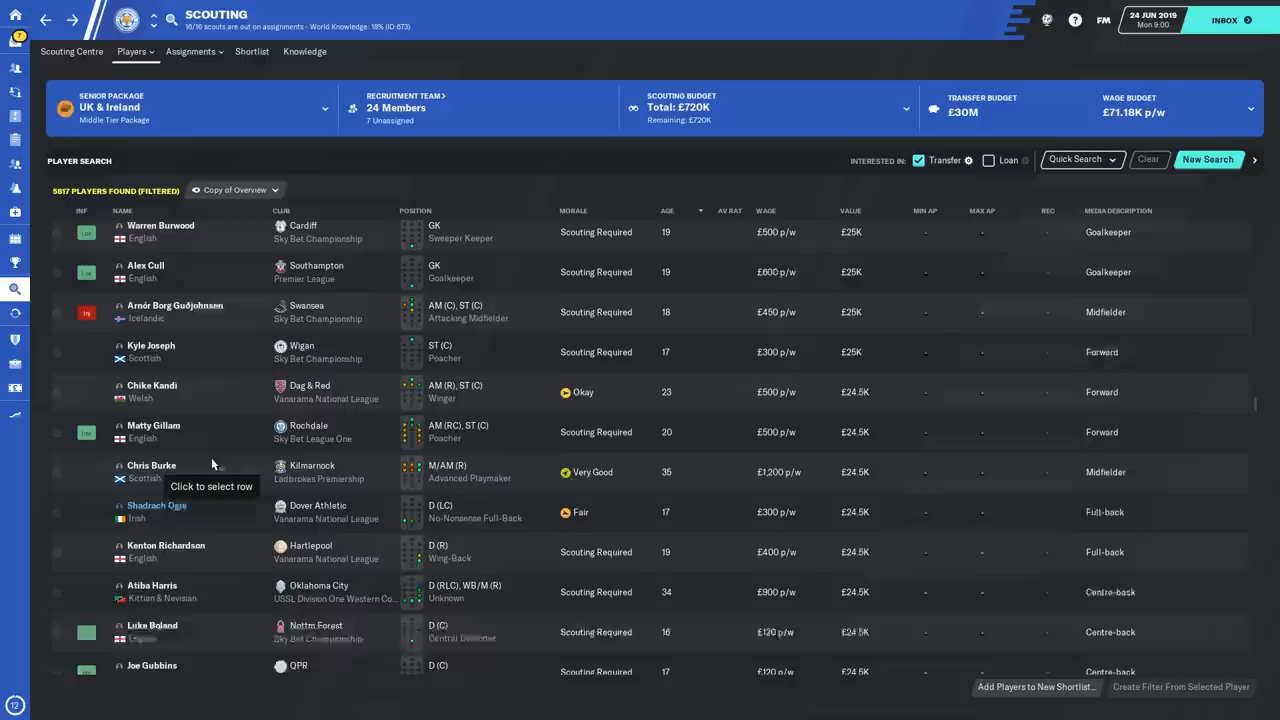 SCOUTING
16/16 scouts are out on assignments - World Knowledge: 18% (ID:673)
FM
24 JUN 2019
Mon 9:00
INBOX
7
Scouting Centre
Players
Assignments
Shortlist
Knowledge
SENIOR PACKAGE
UK & Ireland
Middle Tier Package
RECRUITMENT TEAM
24 Members
7 Unassigned
SCOUTING BUDGET
Total: £720K
Remaining: £720K
TRANSFER BUDGET
£30M
WAGE BUDGET
£71.18K p/w
PLAYER SEARCH
INTERESTED IN: Transfer Loan
Quick Search
Clear
New Search
5817 PLAYERS FOUND (FILTERED)
Copy of Overview
INF NAME CLUB POSITION MORALE AGE AV RAT WAGE VALUE MIN AP MAX AP REC MEDIA DESCRIPTION
Warren Burwood Cardiff GK
Scouting Required 19 £500 p/w £25K - - - Goalkeeper
English Sky Bet Championship Sweeper Keeper
Alex Cull Southampton GK
Scouting Required 19 £600 p/w £25K - - - Goalkeeper
English Premier League Goalkeeper
Arnór Borg Guðjohnsen Swansea AM (C), ST (C)
Inj Scouting Required 18 £450 p/w £25K - - - Midfielder
Icelandic Sky Bet Championship Attacking Midfielder
Kyle Joseph Wigan ST (C)
Scouting Required 17 £300 p/w £25K - - - Forward
Scottish Sky Bet Championship Poacher
Chike Kandi Dag & Red AM (R), ST (C)
Okay 23 £500 p/w £24.5K - - - Forward
Welsh Vanarama National League Winger
Matty Gillam Rochdale AM (RC), ST (C)
Scouting Required 20 £500 p/w £24.5K - - - Forward
English Sky Bet League One Poacher
Chris Burke Kilmarnock M/AM (R)
Very Good 35 £1,200 p/w £24.5K - - - Midfielder
Scottish Ladbrokes Premiership Advanced Playmaker
Click to select row
Shadrach Ogie Dover Athletic D (LC)
Fair 17 £300 p/w £24.5K - - - Full-back
Irish Vanarama National League No-Nonsense Full-Back
Kenton Richardson Hartlepool D (R)
Scouting Required 19 £400 p/w £24.5K - - - Full-back
English Vanarama National League Wing-Back
Atiba Harris Oklahoma City D (RLC), WB/M (R)
Scouting Required 34 £900 p/w £24.5K - - - Centre-back
Kittian & Nevisian USSL Division One Western Co... Unknown
Luke Boland Nottm Forest D (C)
Scouting Required 16 £120 p/w £24.5K - - - Centre-back
English Sky Bet Championship Central Defender
Joe Gubbins QPR D (C)
Scouting Required 17 £120 p/w £24.5K - - - Centre-back
Add Players to New Shortlist...
Create Filter From Selected Player
12